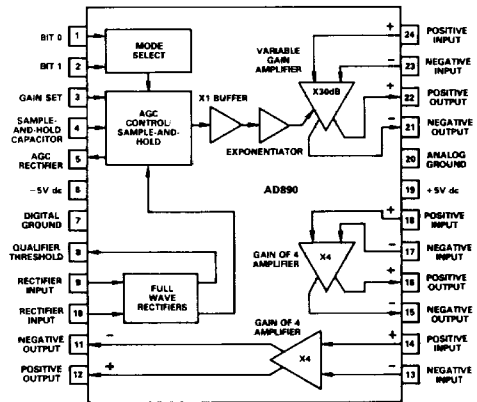 BIT 0 1
BIT 1 2
GAIN SET 3
SAMPLE-
AND-HOLD
CAPACITOR 4
AGC
RECTIFIER 5
-5V dc 6
DIGITAL
GROUND 7
QUALIFIER
THRESHOLD 8
RECTIFIER
INPUT 9
RECTIFIER
INPUT 10
NEGATIVE
OUTPUT 11
POSITIVE
OUTPUT 12
MODE
SELECT
AGC
CONTROL/
SAMPLE-AND-
HOLD
X1 BUFFER
EXPONENTIATOR
VARIABLE
GAIN
AMPLIFIER
X30dB
AD890
GAIN OF 4
AMPLIFIER
X4
FULL
WAVE
RECTIFIERS
GAIN OF 4
AMPLIFIER
X4
- +
+ 24 POSITIVE
INPUT
- 23 NEGATIVE
INPUT
+ 22 POSITIVE
OUTPUT
- 21 NEGATIVE
OUTPUT
20 ANALOG
GROUND
19 +5V dc
+ 18 POSITIVE
INPUT
- 17 NEGATIVE
INPUT
+ 16 POSITIVE
OUTPUT
- 15 NEGATIVE
OUTPUT
+ 14 POSITIVE
INPUT
- 13 NEGATIVE
INPUT